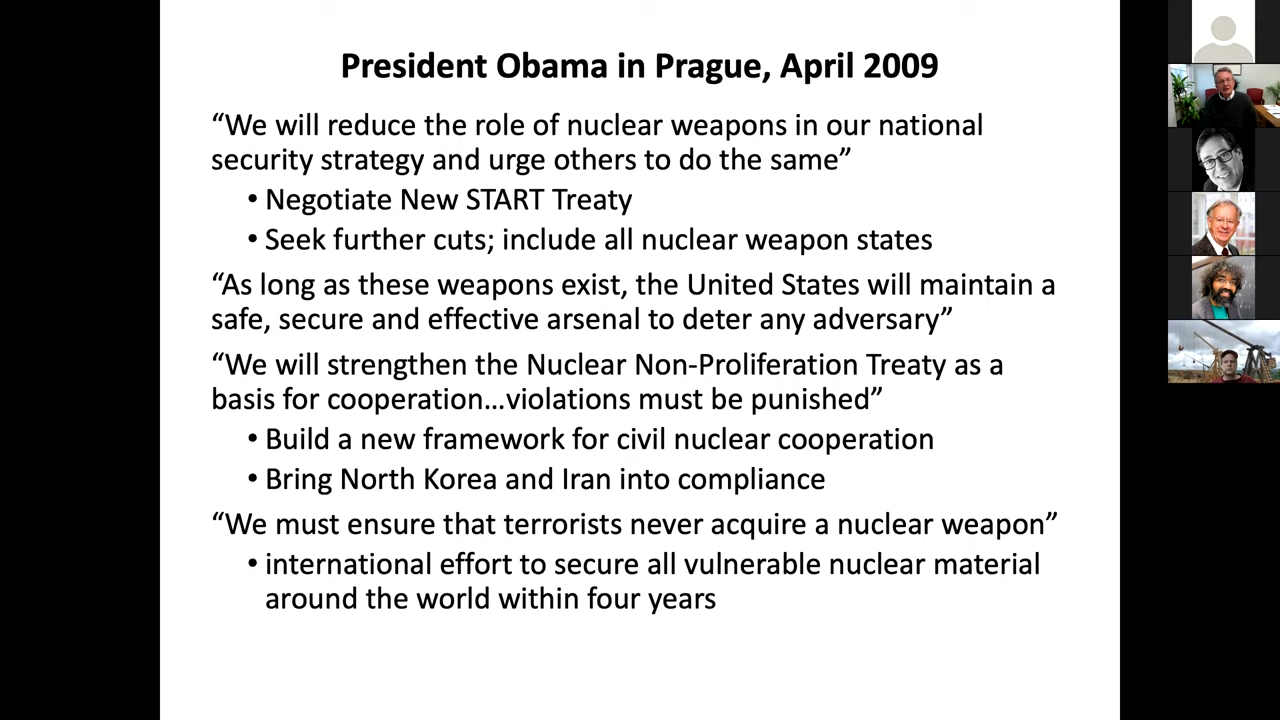 President Obama in Prague, April 2009
“We will reduce the role of nuclear weapons in our national
security strategy and urge others to do the same”
• Negotiate New START Treaty
• Seek further cuts; include all nuclear weapon states
“As long as these weapons exist, the United States will maintain a
safe, secure and effective arsenal to deter any adversary”
“We will strengthen the Nuclear Non-Proliferation Treaty as a
basis for cooperation…violations must be punished”
• Build a new framework for civil nuclear cooperation
• Bring North Korea and Iran into compliance
“We must ensure that terrorists never acquire a nuclear weapon”
• international effort to secure all vulnerable nuclear material
around the world within four years